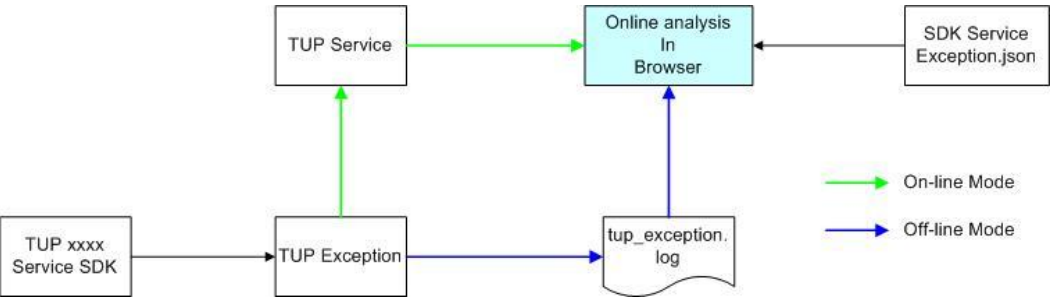 TUP Service
Online analysis
In
Browser
SDK Service
Exception.json
On-line Mode
Off-line Mode
TUP xxxx
Service SDK
TUP Exception
tup_exception.
log